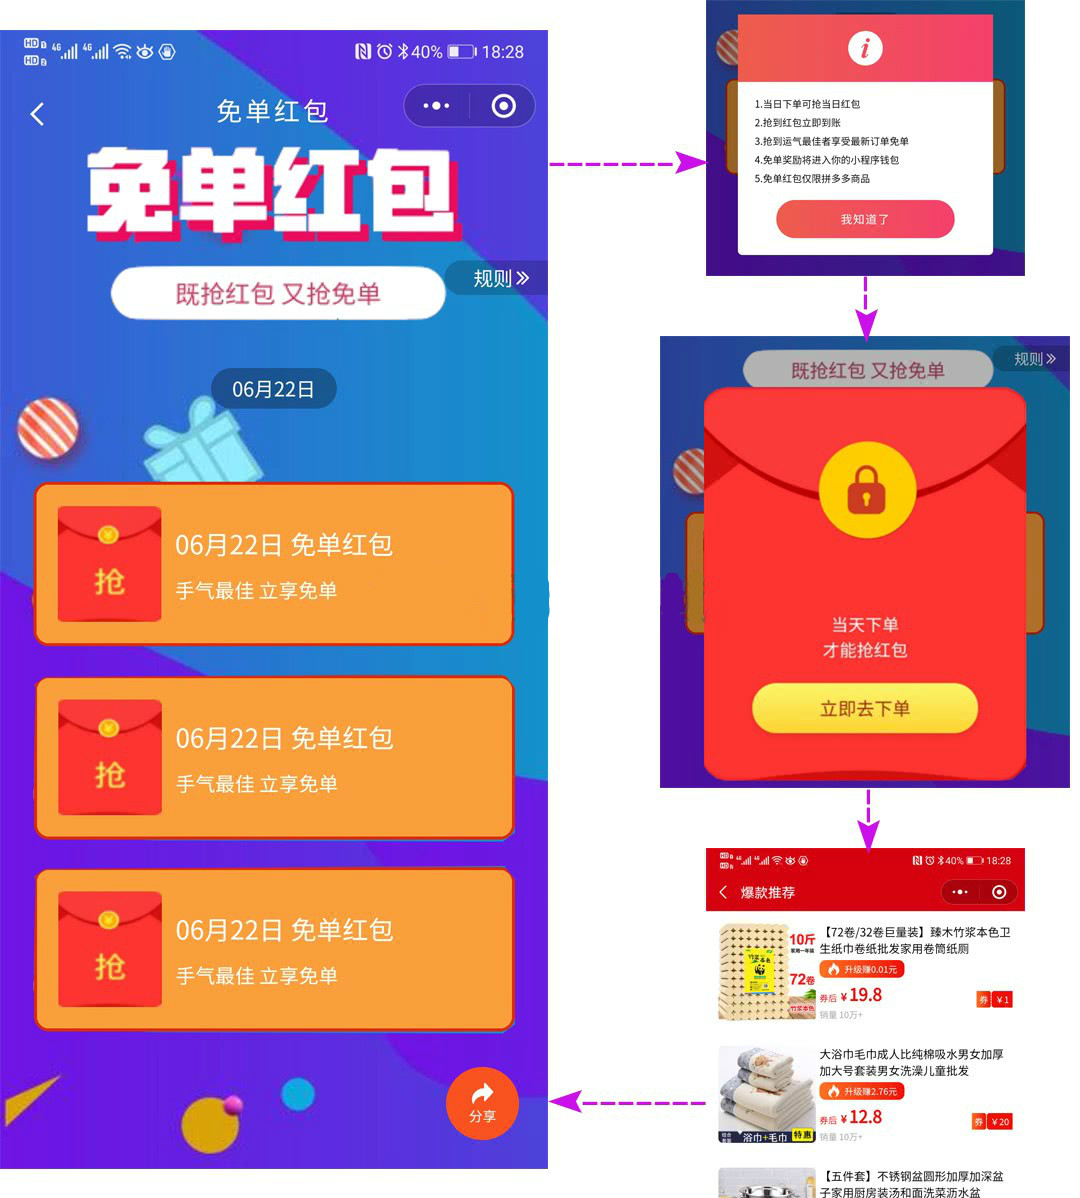 HD 1 4G 4G 40% 18:28
HD 2
免单红包
免单红包
既抢红包 又抢免单
规则
06月22日
抢
06月22日 免单红包
手气最佳 立享免单
抢
06月22日 免单红包
手气最佳 立享免单
抢
06月22日 免单红包
手气最佳 立享免单
分享
i
1.当日下单可抢当日红包
2.抢到红包立即到账
3.抢到运气最佳者享受最新订单免单
4.免单奖励将进入你的小程序钱包
5.免单红包仅限拼多多商品
我知道了
既抢红包 又抢免单
规则
当天下单
才能抢红包
立即去下单
40% 18:28
爆款推荐
10斤
72卷
竹浆本色
【72卷/32卷巨量装】臻木竹浆本色卫
生纸巾卷纸批发家用卷筒纸厕
升级赚0.01元
券后 ¥19.8
券 ¥1
销量 10万+
浴巾+毛巾 特惠
大浴巾毛巾成人比纯棉吸水男女加厚
加大号套装男女洗澡儿童批发
升级赚2.76元
券后 ¥12.8
券 ¥20
销量 10万+
【五件套】不锈钢盆圆形加厚加深盆
子家用厨房装汤和面洗菜沥水盆